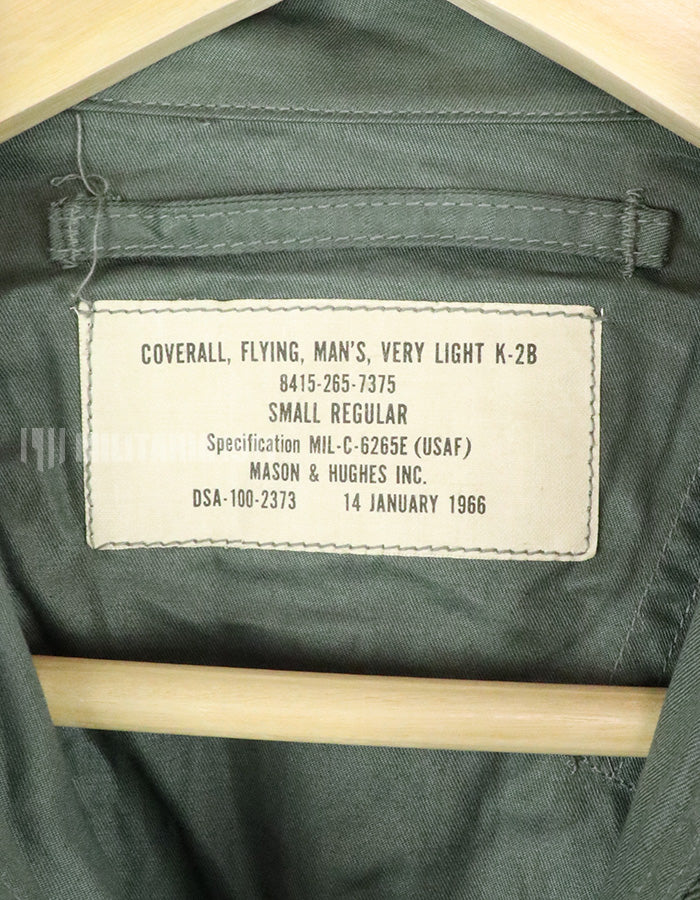 COVERALL, FLYING, MAN'S, VERY LIGHT K-2B
8415-265-7375
SMALL REGULAR
Specification MIL-C-6265E (USAF)
MASON & HUGHES INC.
DSA-100-2373 14 JANUARY 1966